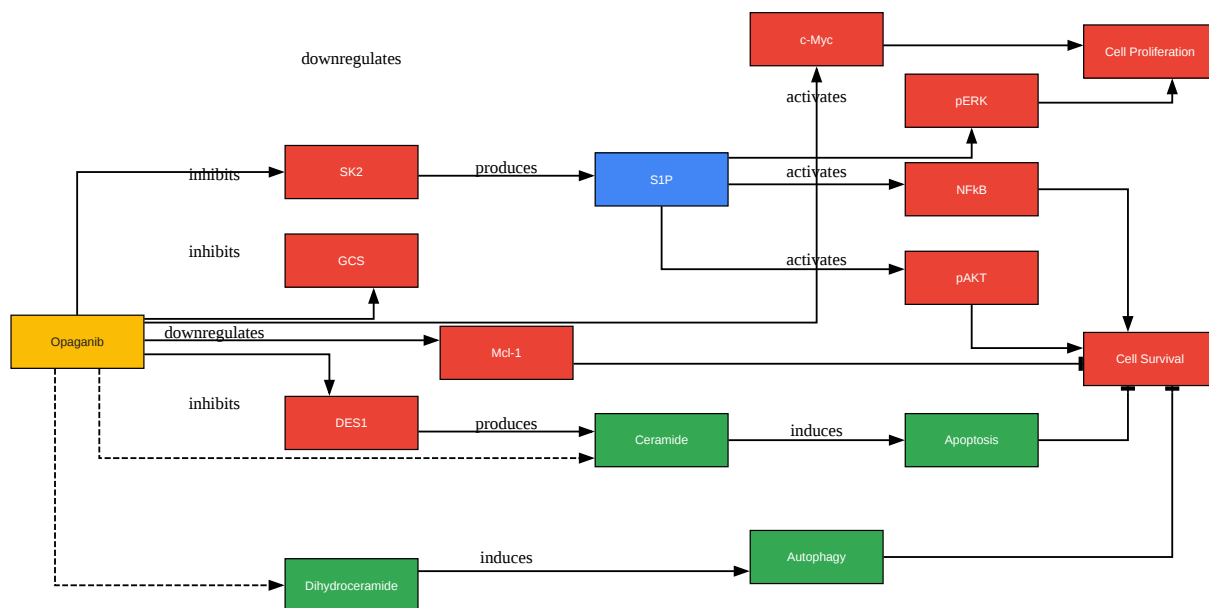 c-Myc
Cell Proliferation
downregulates
activates
pERK
inhibits
SK2
produces
S1P
activates
NFkB
inhibits
GCS
activates
pAKT
Opaganib
downregulates
Mcl-1
Cell Survival
inhibits
DES1
produces
Ceramide
induces
Apoptosis
Dihydroceramide
induces
Autophagy